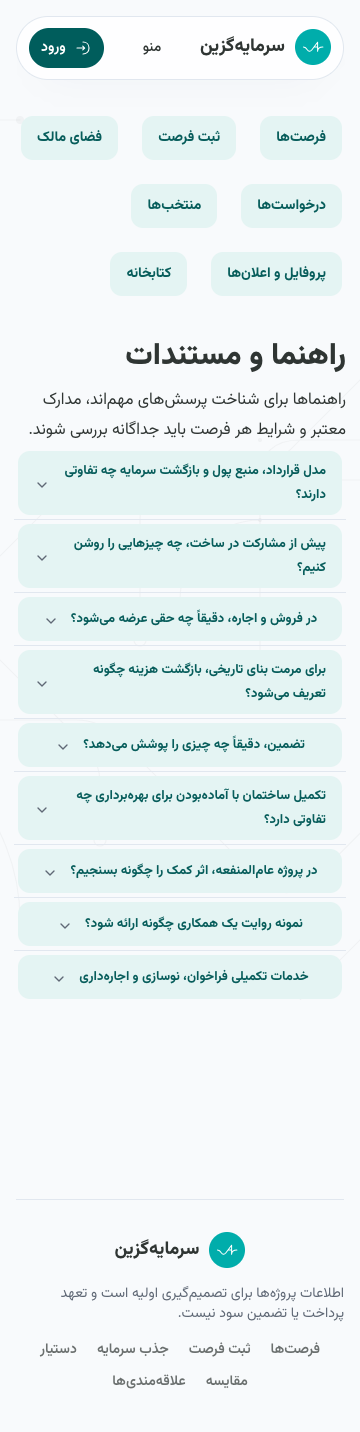 سرمایه‌گزین
منو
ورود
فرصت‌ها
ثبت فرصت
فضای مالک
درخواست‌ها
منتخب‌ها
پروفایل و اعلان‌ها
کتابخانه
راهنما و مستندات
راهنماها برای شناخت پرسش‌های مهم‌اند، مدارک
معتبر و شرایط هر فرصت باید جداگانه بررسی شوند.
مدل قرارداد، منبع پول و بازگشت سرمایه چه تفاوتی
دارند؟
پیش از مشارکت در ساخت، چه چیزهایی را روشن
کنیم؟
در فروش و اجاره، دقیقاً چه حقی عرضه می‌شود؟
برای مرمت بنای تاریخی، بازگشت هزینه چگونه
تعریف می‌شود؟
تضمین، دقیقاً چه چیزی را پوشش می‌دهد؟
تکمیل ساختمان با آماده‌بودن برای بهره‌برداری چه
تفاوتی دارد؟
در پروژه عام‌المنفعه، اثر کمک را چگونه بسنجیم؟
نمونه روایت یک همکاری چگونه ارائه شود؟
خدمات تکمیلی فراخوان، نوسازی و اجاره‌داری
سرمایه‌گزین
اطلاعات پروژه‌ها برای تصمیم‌گیری اولیه است و تعهد
پرداخت یا تضمین سود نیست.
فرصت‌ها
ثبت فرصت
جذب سرمایه
دستیار
مقایسه
علاقه‌مندی‌ها